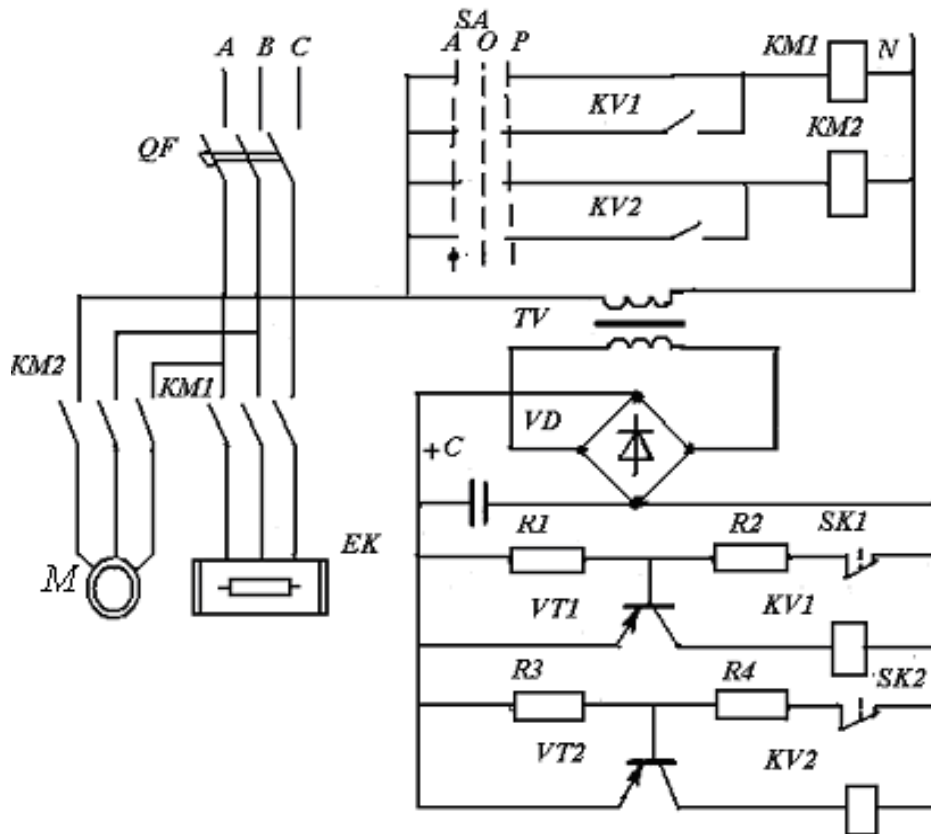 SA
A B C
A O P
KM1 N
KV1
KM2
QF
KV2
TV
KM2
KM1
VD
+ C
R1 R2 SK1
EK
M
VT1 KV1
R3 R4 SK2
VT2 KV2